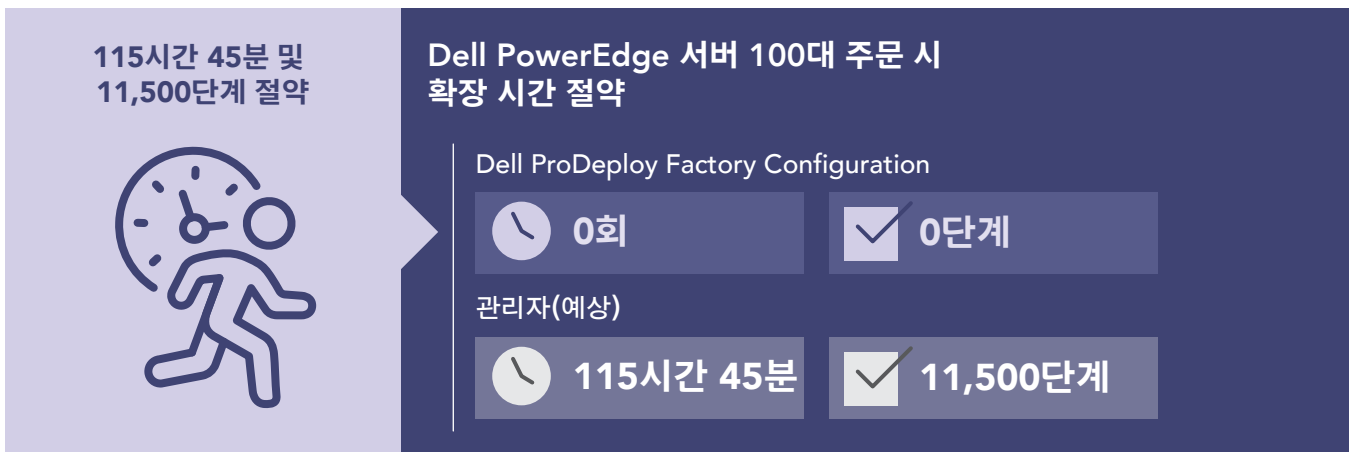 115시간 45분 및
11,500단계 절약
Dell PowerEdge 서버 100대 주문 시
확장 시간 절약
Dell ProDeploy Factory Configuration
0회
0단계
관리자(예상)
115시간 45분
11,500단계